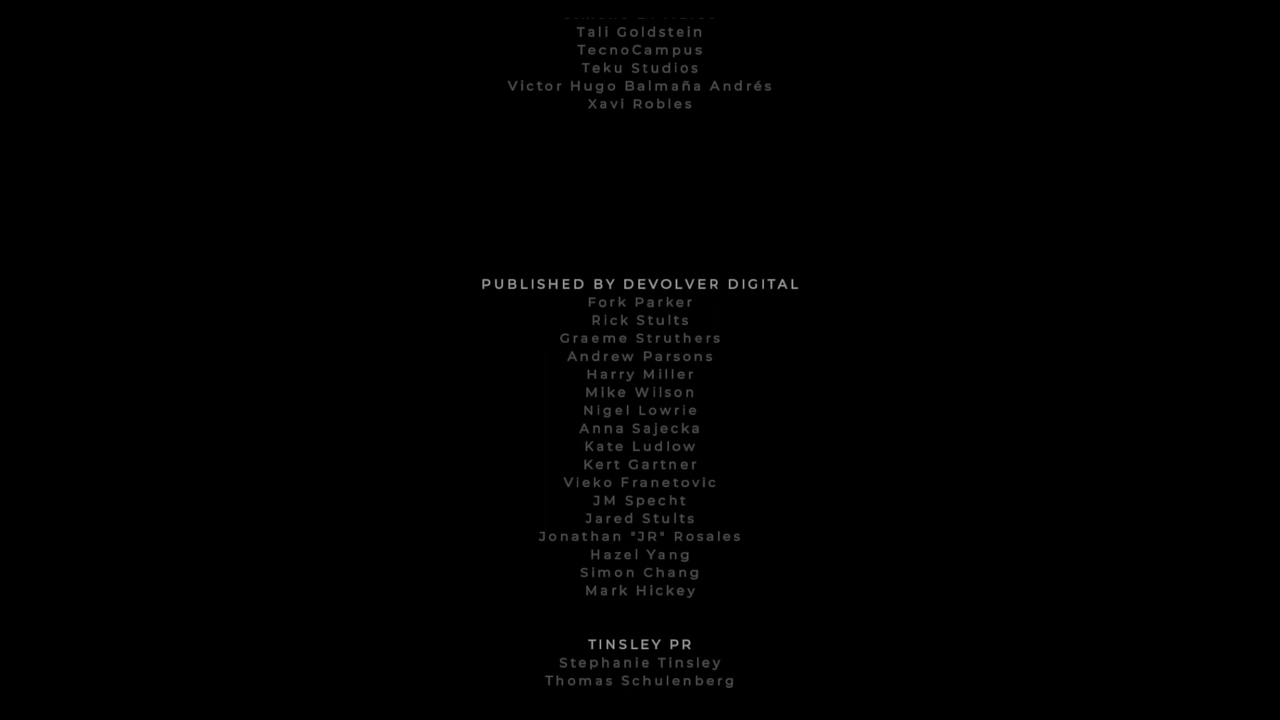 Tali Goldstein
TecnoCampus
Teku Studios
Victor Hugo Balmaña Andrés
Xavi Robles
PUBLISHED BY DEVOLVER DIGITAL
Fork Parker
Rick Stults
Graeme Struthers
Andrew Parsons
Harry Miller
Mike Wilson
Nigel Lowrie
Anna Sajecka
Kate Ludlow
Kert Gartner
Vieko Franetovic
JM Specht
Jared Stults
Jonathan "JR" Rosales
Hazel Yang
Simon Chang
Mark Hickey
TINSLEY PR
Stephanie Tinsley
Thomas Schulenberg